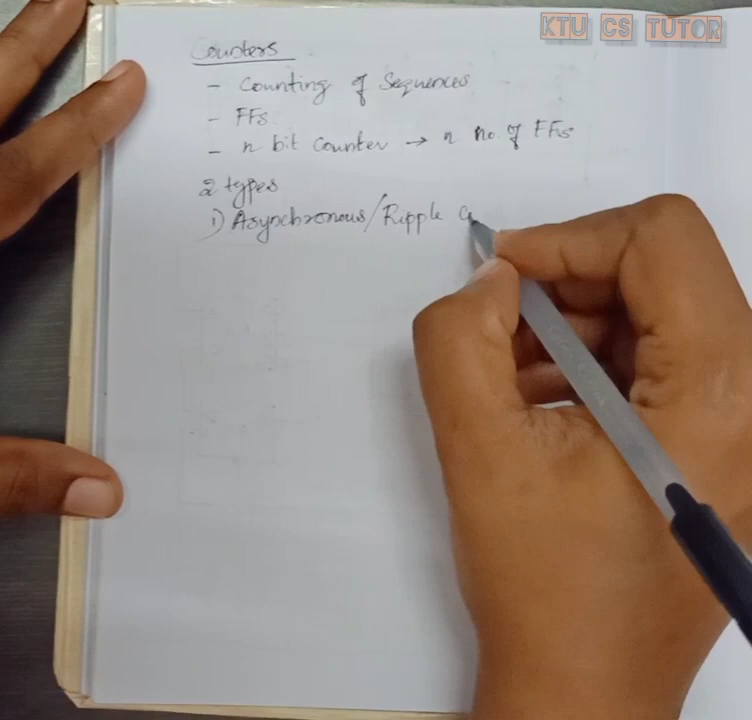 KTU CS TUTOR
Counters
- Counting of Sequences
- FFs
- n bit Counter → n no. of FFs
2 types
1) Asynchronous/Ripple